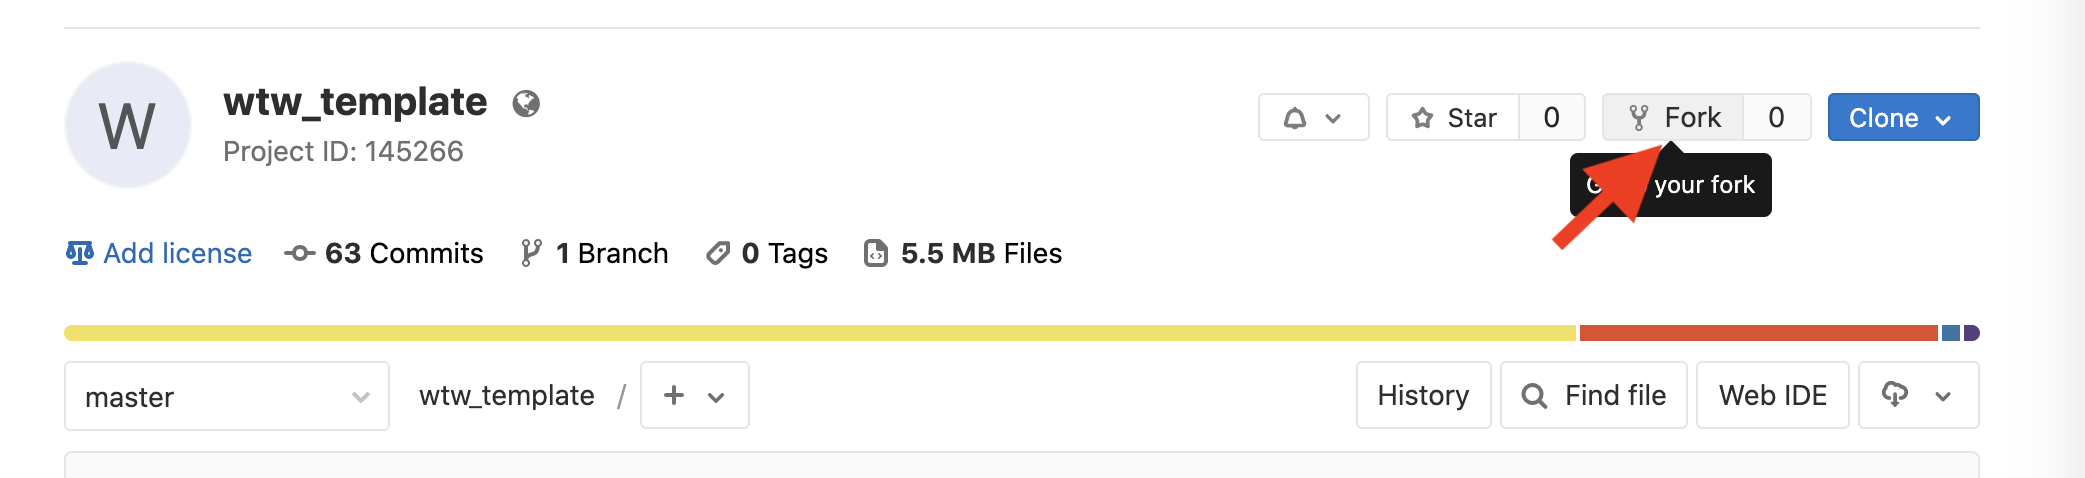 W
wtw_template
Project ID: 145266
Star 0
Fork 0
Clone
your fork
Add license
63 Commits
1 Branch
0 Tags
5.5 MB Files
master
wtw_template / +
History
Find file
Web IDE